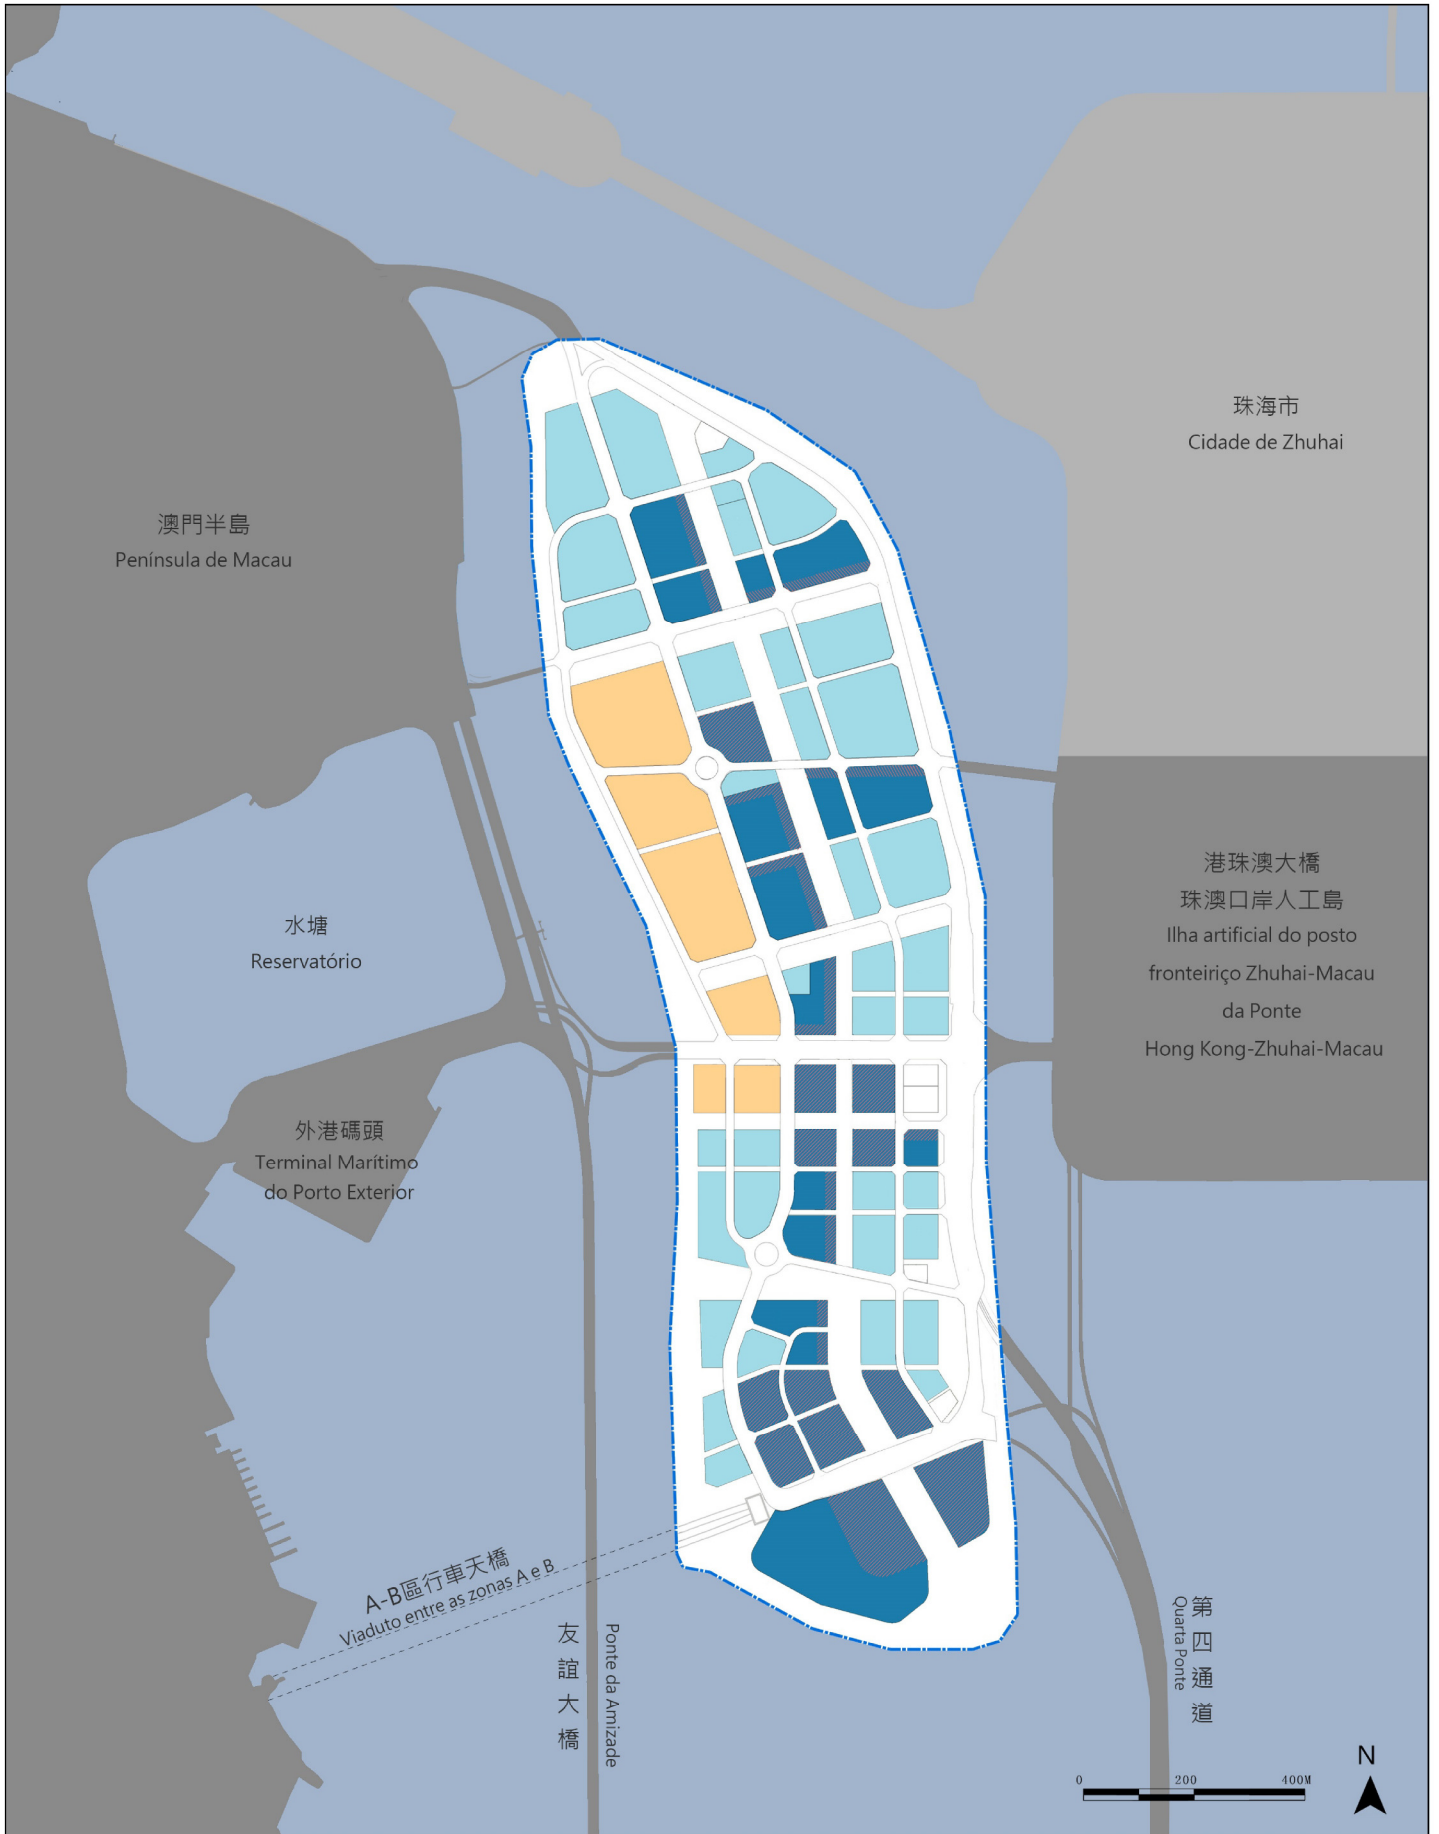 珠海市
Cidade de Zhuhai
澳門半島
Península de Macau
港珠澳大橋
珠澳口岸人工島
Ilha artificial do posto
fronteiriço Zhuhai-Macau
da Ponte
Hong Kong-Zhuhai-Macau
水塘
Reservatório
外港碼頭
Terminal Marítimo
do Porto Exterior
A-B區行車天橋
Viaduto entre as zonas A e B
友誼大橋
Ponte da Amizade
第四通道
Quarta Ponte
N
0 200 400M